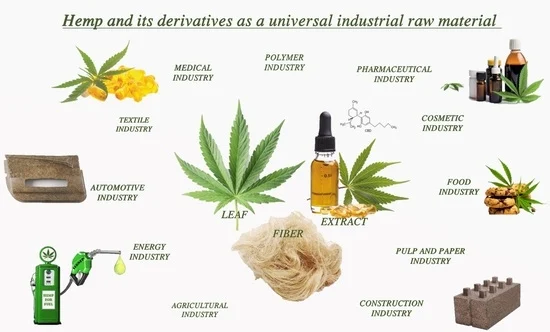 Hemp and its derivatives as a universal industrial raw material
MEDICAL
INDUSTRY
POLYMER
INDUSTRY
PHARMACEUTICAL
INDUSTRY
TEXTILE
INDUSTRY
COSMETIC
INDUSTRY
AUTOMOTIVE
INDUSTRY
LEAF
EXTRACT
FOOD
INDUSTRY
FIBER
ENERGY
INDUSTRY
PULP AND PAPER
INDUSTRY
HEMP
AGRICULTURAL
INDUSTRY
CONSTRUCTION
INDUSTRY